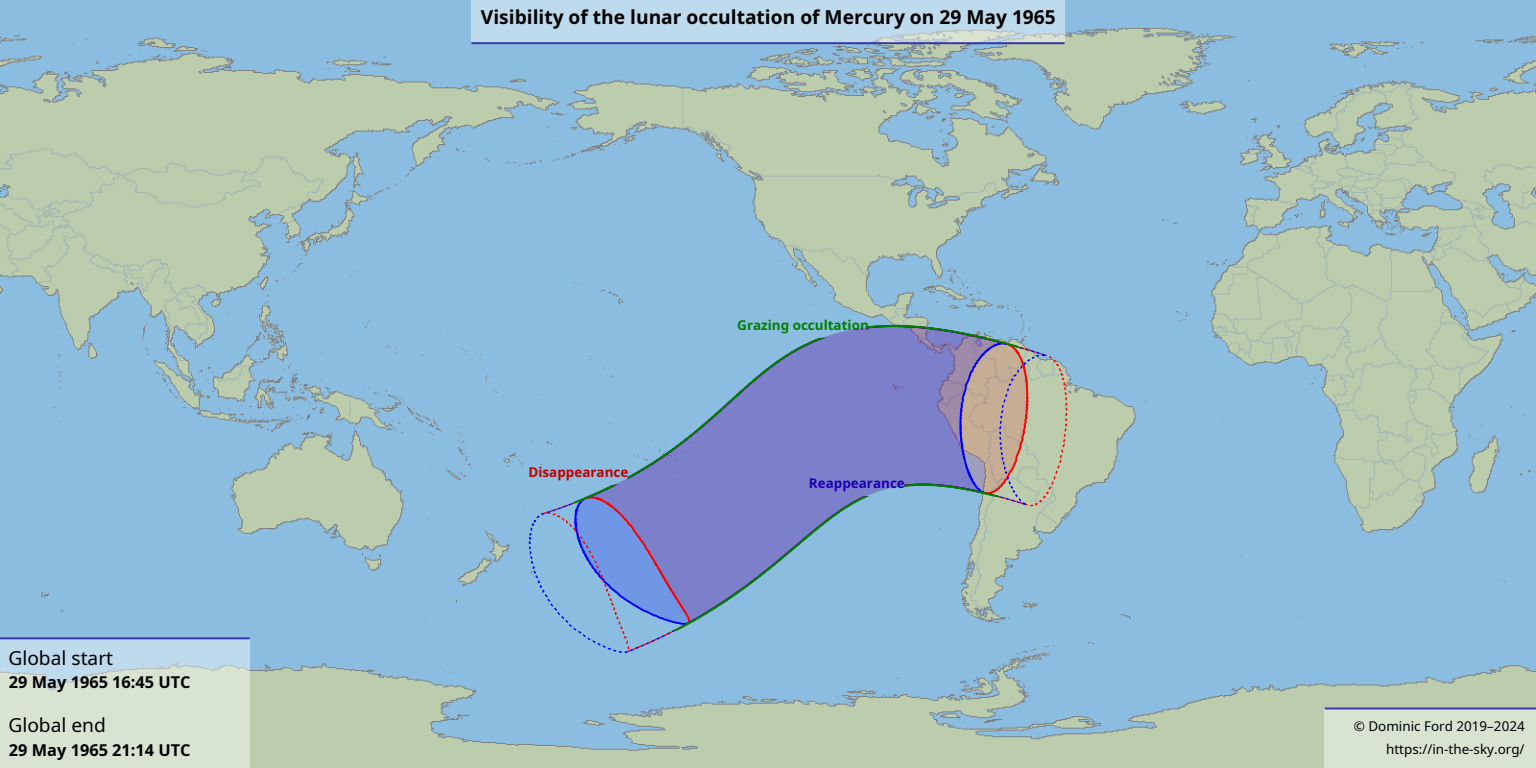 Visibility of the lunar occultation of Mercury on 29 May 1965
Grazing occultation
Disappearance
Reappearance
Global start
29 May 1965 16:45 UTC
Global end
29 May 1965 21:14 UTC
© Dominic Ford 2019–2024
https://in-the-sky.org/